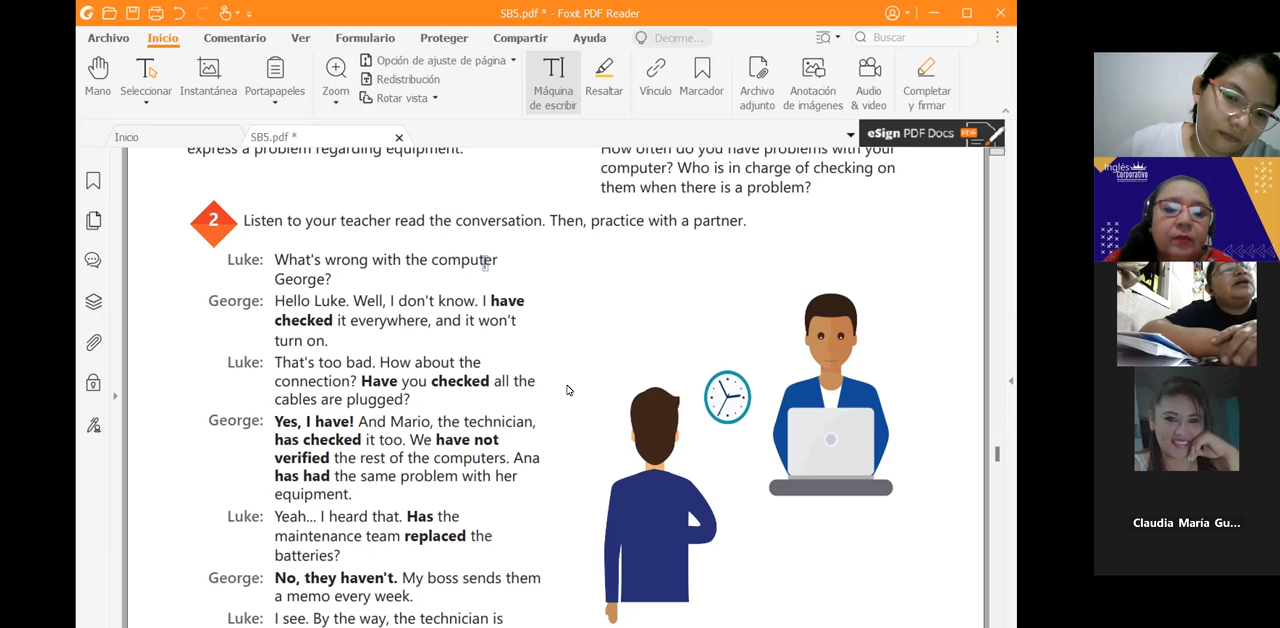 SB5.pdf * - Foxit PDF Reader
Archivo Inicio Comentario Ver Formulario Proteger Compartir Ayuda Decirme... Buscar
Mano
Seleccionar
Instantánea
Portapapeles
Zoom
Opción de ajuste de página
Redistribución
Rotar vista
Máquina de escribir
Resaltar
Vínculo
Marcador
Archivo adjunto
Anotación de imágenes
Audio & video
Completar y firmar
Inicio
SB5.pdf *
eSign PDF Docs
express a problem regarding equipment.
How often do you have problems with your
computer? Who is in charge of checking on
them when there is a problem?
2 Listen to your teacher read the conversation. Then, practice with a partner.
Luke: What's wrong with the computer
George?
George: Hello Luke. Well, I don't know. I have
checked it everywhere, and it won't
turn on.
Luke: That's too bad. How about the
connection? Have you checked all the
cables are plugged?
George: Yes, I have! And Mario, the technician,
has checked it too. We have not
verified the rest of the computers. Ana
has had the same problem with her
equipment.
Luke: Yeah... I heard that. Has the
maintenance team replaced the
batteries?
George: No, they haven't. My boss sends them
a memo every week.
Luke: I see. By the way, the technician is
Inglés
Corporativo
Claudia María Gu...